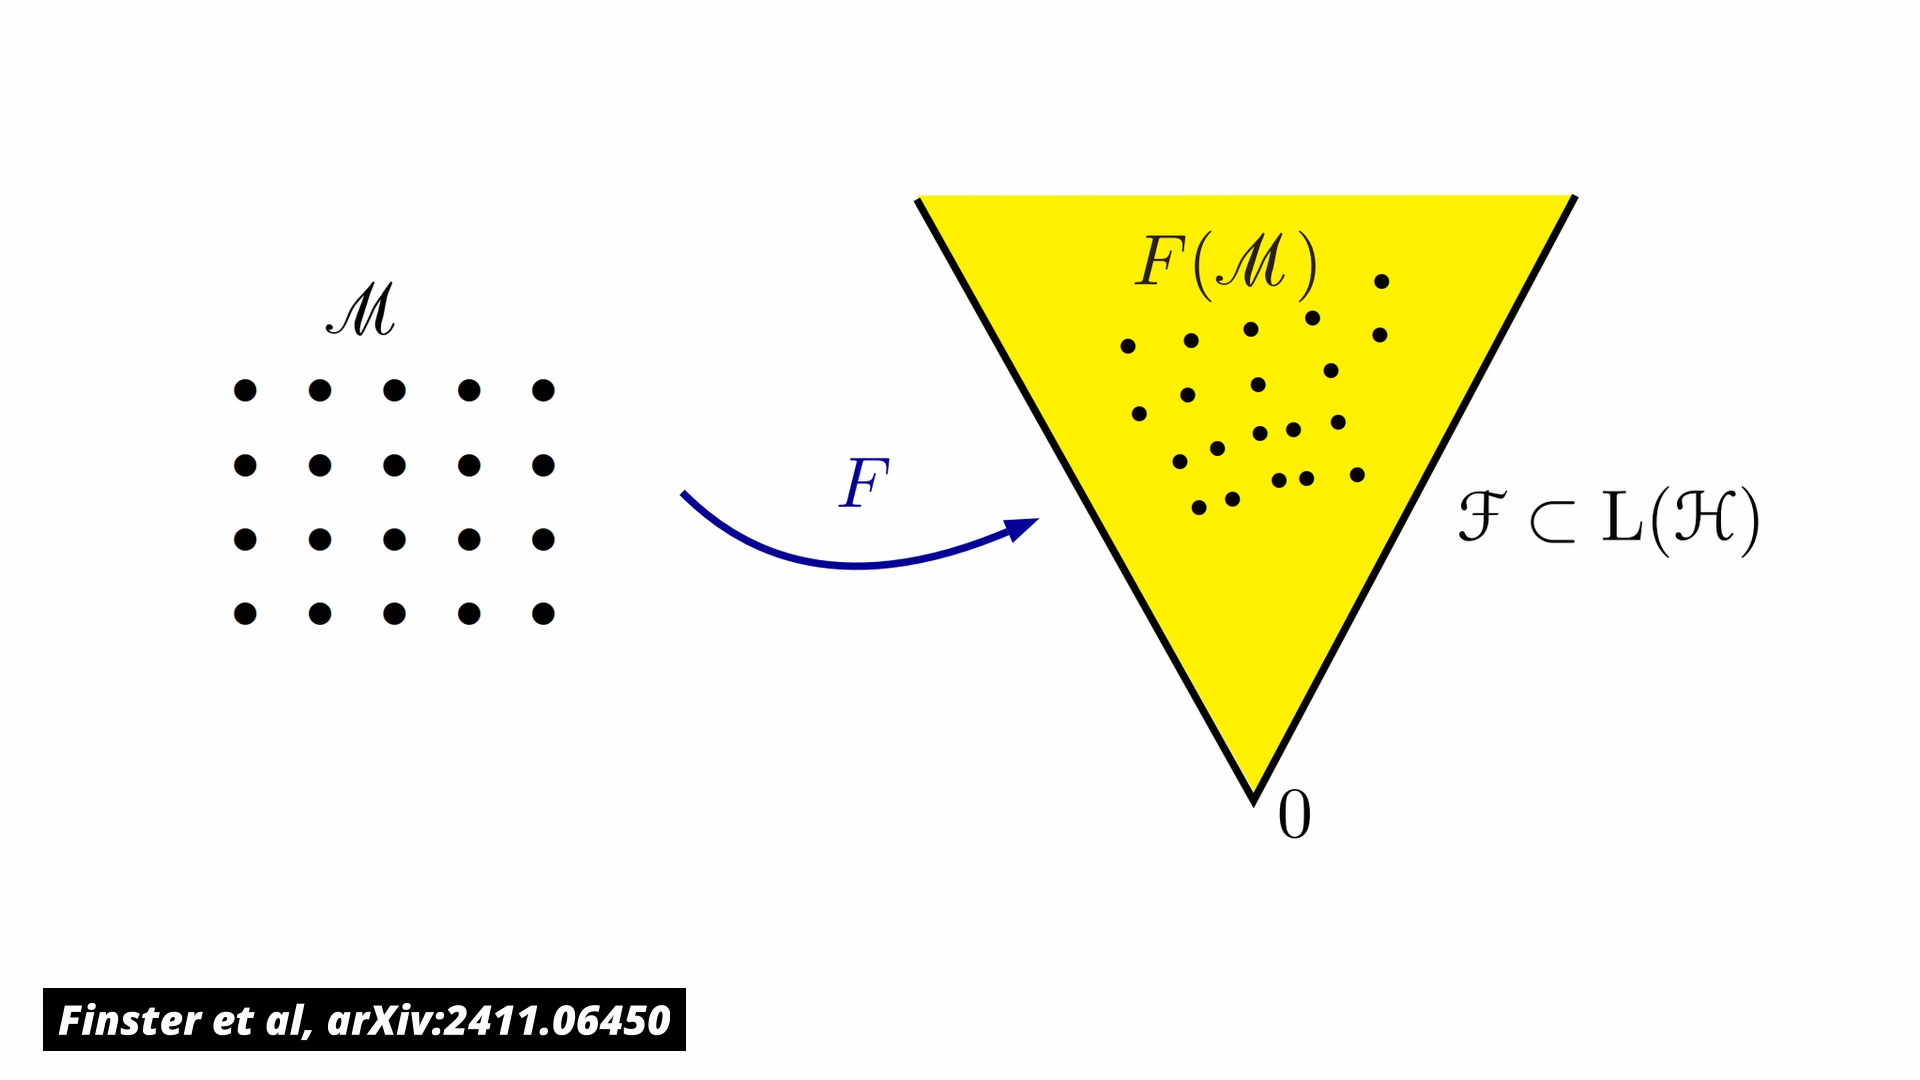 ℳ
F
F(ℳ)
ℱ ⊂ L(ℋ)
0
Finster et al, arXiv:2411.06450